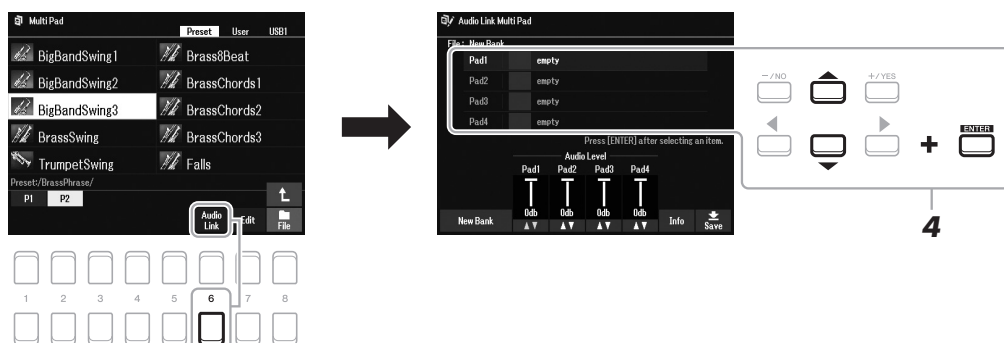 Multi Pad
Preset User USB1
BigBandSwing1 Brass8Beat
BigBandSwing2 BrassChords1
BigBandSwing3 BrassChords2
BrassSwing BrassChords3
TrumpetSwing Falls
Preset:/BrassPhrase/
P1 P2
Audio Link Edit File
1 2 3 4 5 6 7 8
Audio Link Multi Pad
File: New Bank
Pad1 empty
Pad2 empty
Pad3 empty
Pad4 empty
Press [ENTER] after selecting an item.
Audio Level
Pad1 Pad2 Pad3 Pad4
0db 0db 0db 0db
New Bank Info Save
-/NO +/YES
+ ENTER
4